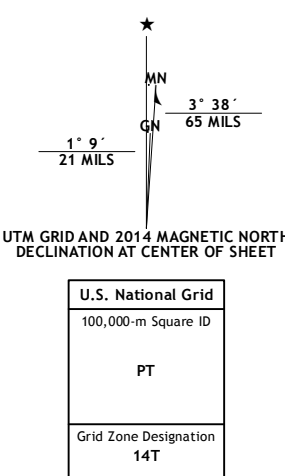 ★
MN
3° 38´
65 MILS
GN
1° 9´
21 MILS
UTM GRID AND 2014 MAGNETIC NORTH
DECLINATION AT CENTER OF SHEET
U.S. National Grid
100,000-m Square ID
PT
Grid Zone Designation
14T